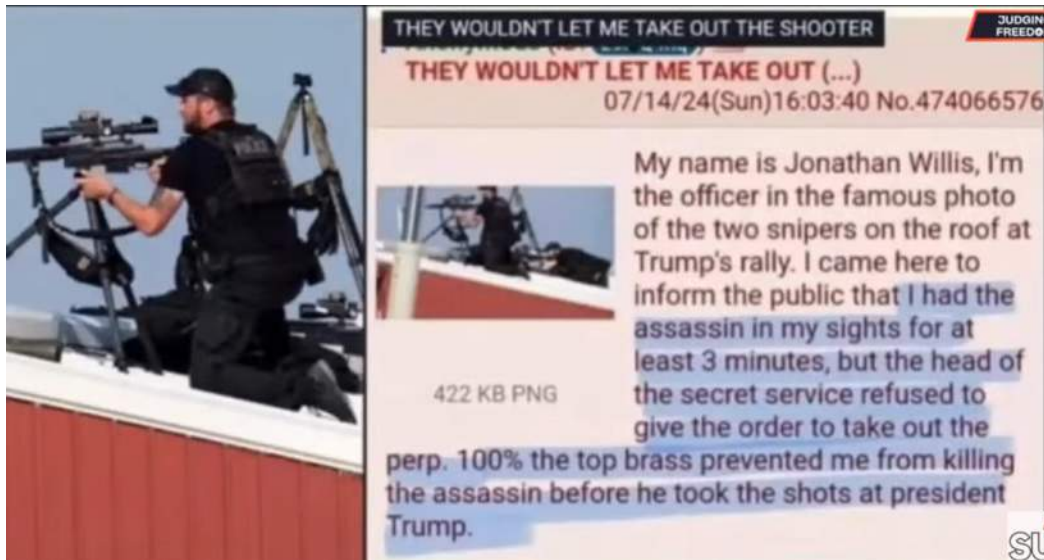 THEY WOULDN'T LET ME TAKE OUT THE SHOOTER
JUDGIN
FREEDO
THEY WOULDN'T LET ME TAKE OUT (...)
07/14/24(Sun)16:03:40 No.474066576
My name is Jonathan Willis, I'm
the officer in the famous photo
of the two snipers on the roof at
Trump's rally. I came here to
inform the public that I had the
assassin in my sights for at
least 3 minutes, but the head of
the secret service refused to
give the order to take out the
perp. 100% the top brass prevented me from killing
the assassin before he took the shots at president
Trump.
422 KB PNG